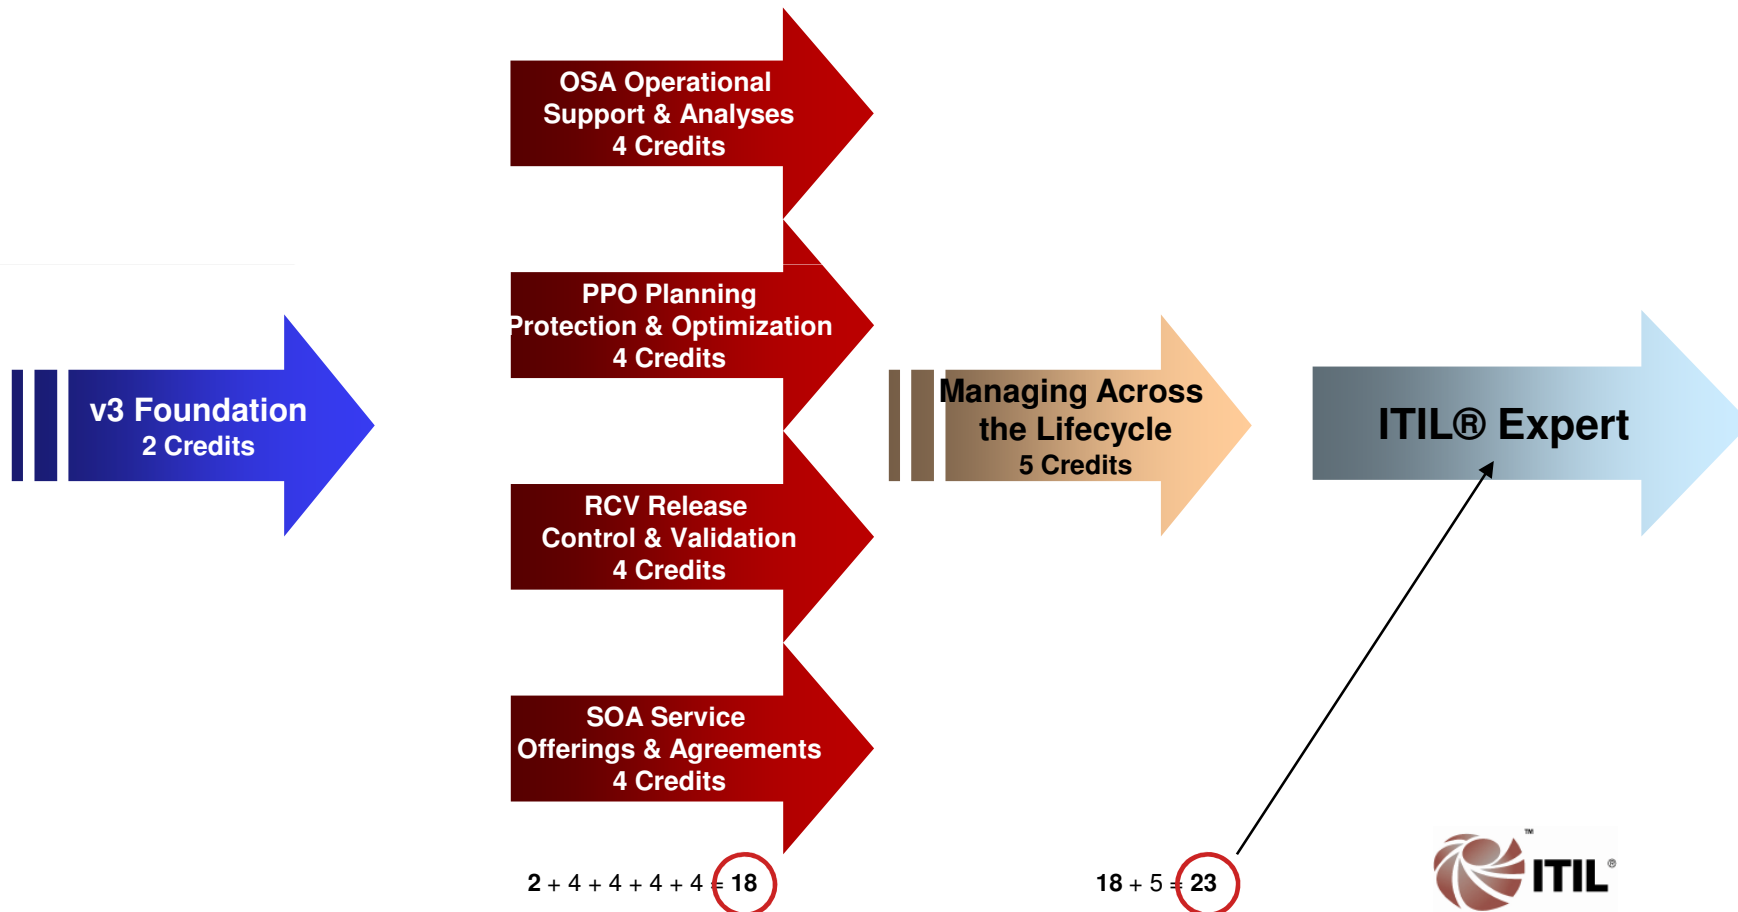 OSA Operational
Support & Analyses
4 Credits
PPO Planning
Protection & Optimization
4 Credits
v3 Foundation
2 Credits
Managing Across
the Lifecycle
5 Credits
ITIL® Expert
RCV Release
Control & Validation
4 Credits
SOA Service
Offerings & Agreements
4 Credits
2 + 4 + 4 + 4 + 4 = 18
18 + 5 = 23
™
ITIL®